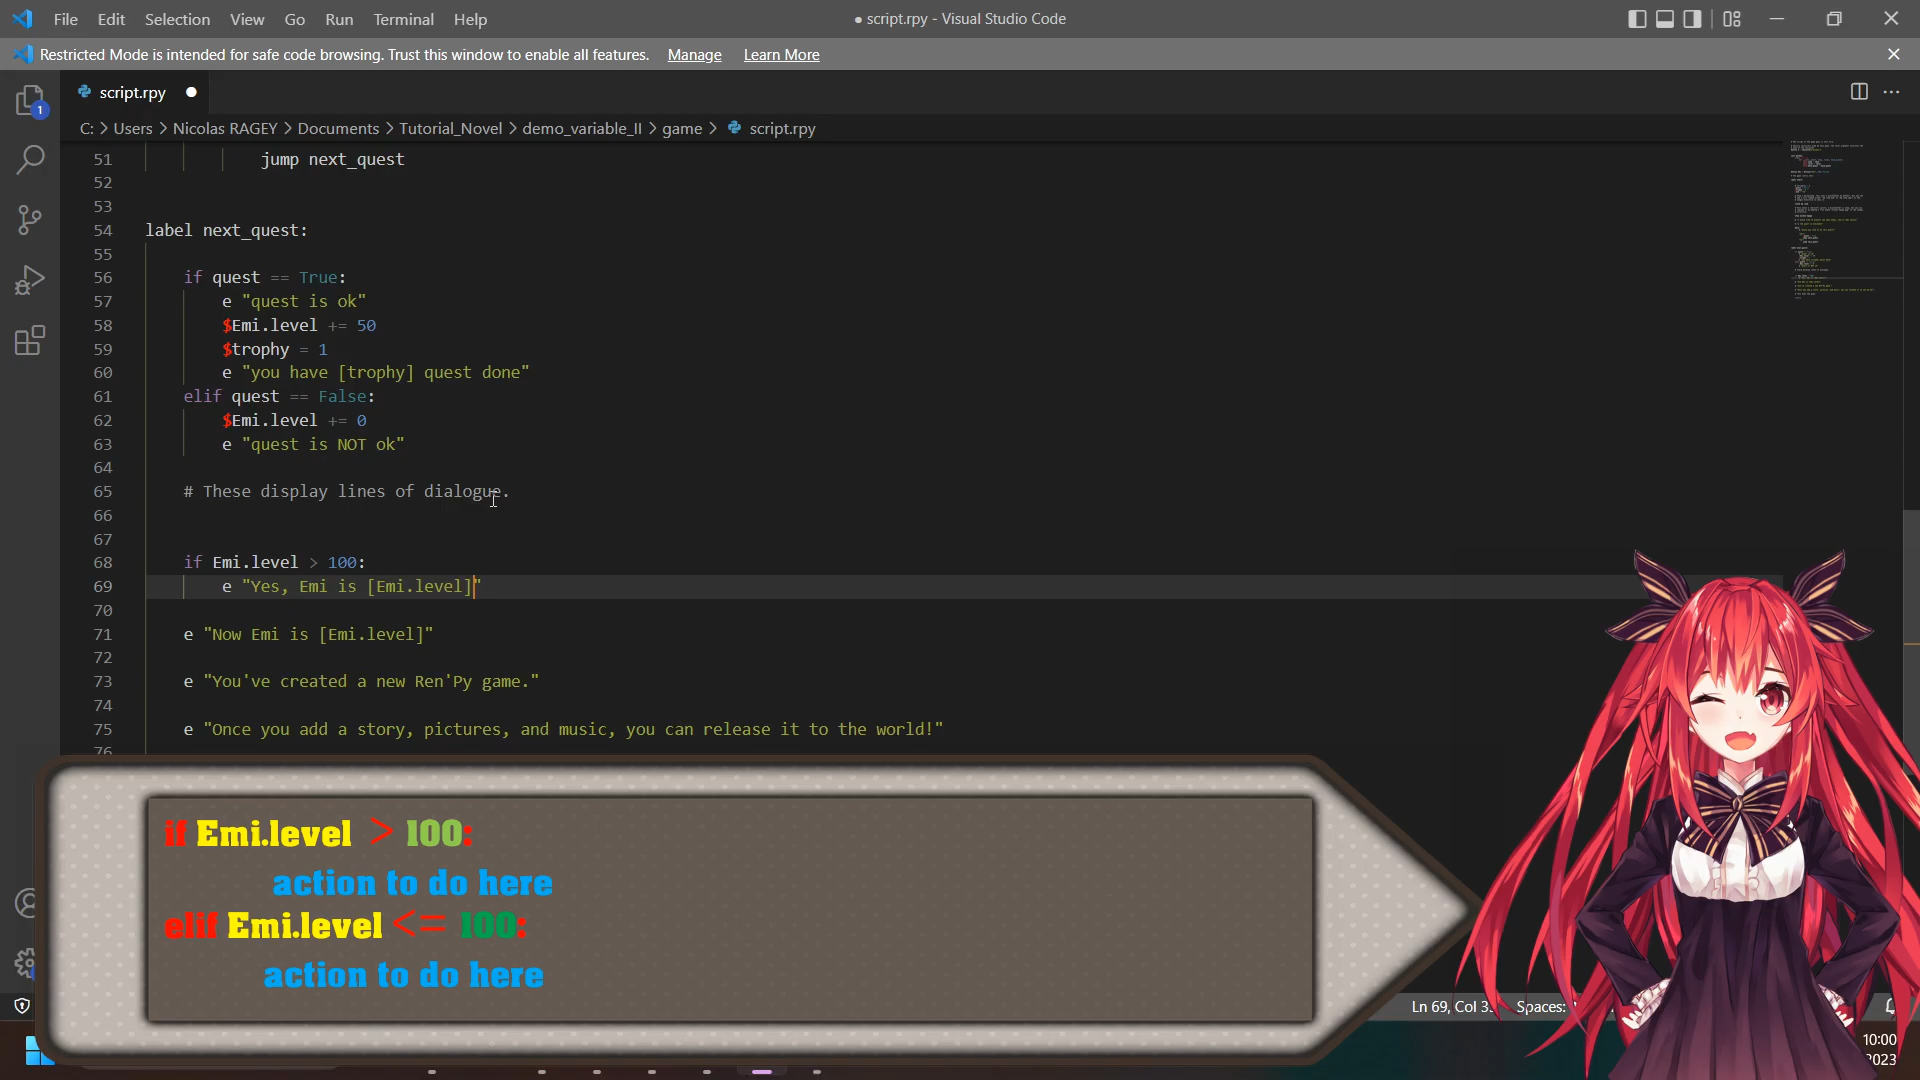 File Edit Selection View Go Run Terminal Help
● script.rpy - Visual Studio Code
Restricted Mode is intended for safe code browsing. Trust this window to enable all features. Manage Learn More
script.rpy ●
1
C: > Users > Nicolas RAGEY > Documents > Tutorial_Novel > demo_variable_II > game > script.rpy
51 jump next_quest
52
53
54 label next_quest:
55
56 if quest == True:
57 e "quest is ok"
58 $Emi.level += 50
59 $trophy = 1
60 e "you have [trophy] quest done"
61 elif quest == False:
62 $Emi.level += 0
63 e "quest is NOT ok"
64
65 # These display lines of dialogue.
66
67
68 if Emi.level > 100:
69 e "Yes, Emi is [Emi.level]"
70
71 e "Now Emi is [Emi.level]"
72
73 e "You've created a new Ren'Py game."
74
75 e "Once you add a story, pictures, and music, you can release it to the world!"
76
if Emi.level > 100:
action to do here
elif Emi.level <= 100:
action to do here
Ln 69, Col 3 Spaces:
10:00
2023